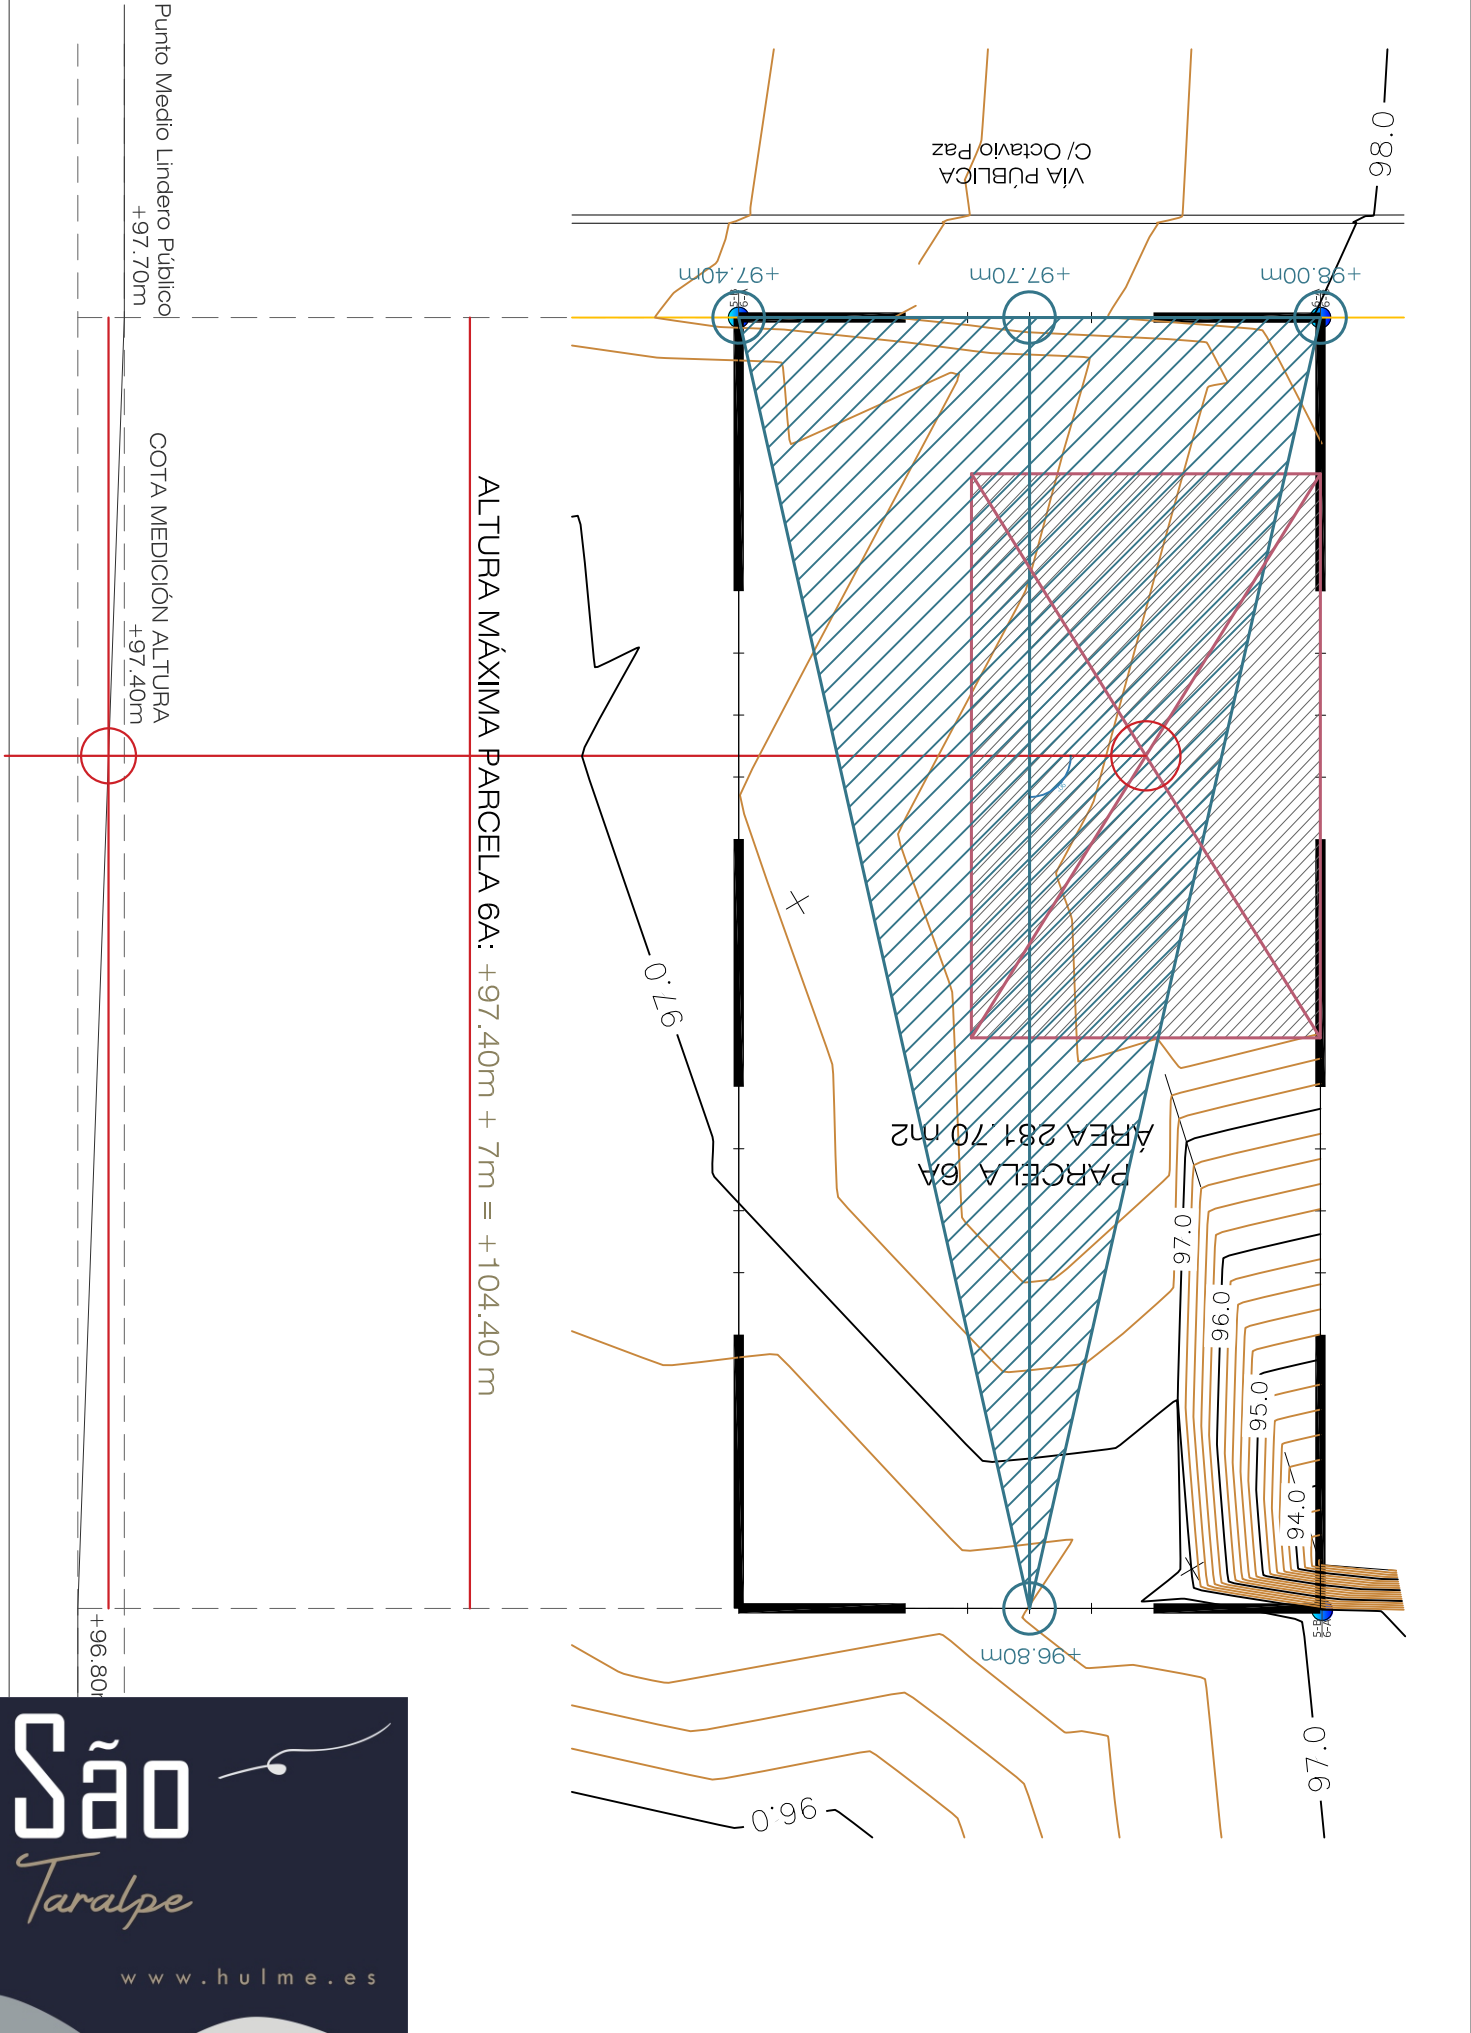 Punto Medio Lindero Público
+97.70m
COTA MEDICIÓN ALTURA
+97.40m
ALTURA MÁXIMA PARCELA 6A: +97.40m + 7m = +104.40 m
VÍA PÚBLICA
C/ Octavio Paz
98.0
+97.40m
+97.70m
+98.00m
97.0
PARCELA 6A
ÁREA 281.70 m2
97.0
96.0
95.0
94.0
+96.80m
97.0
96.0
+96.80
São
Taralpe
www.hulme.es